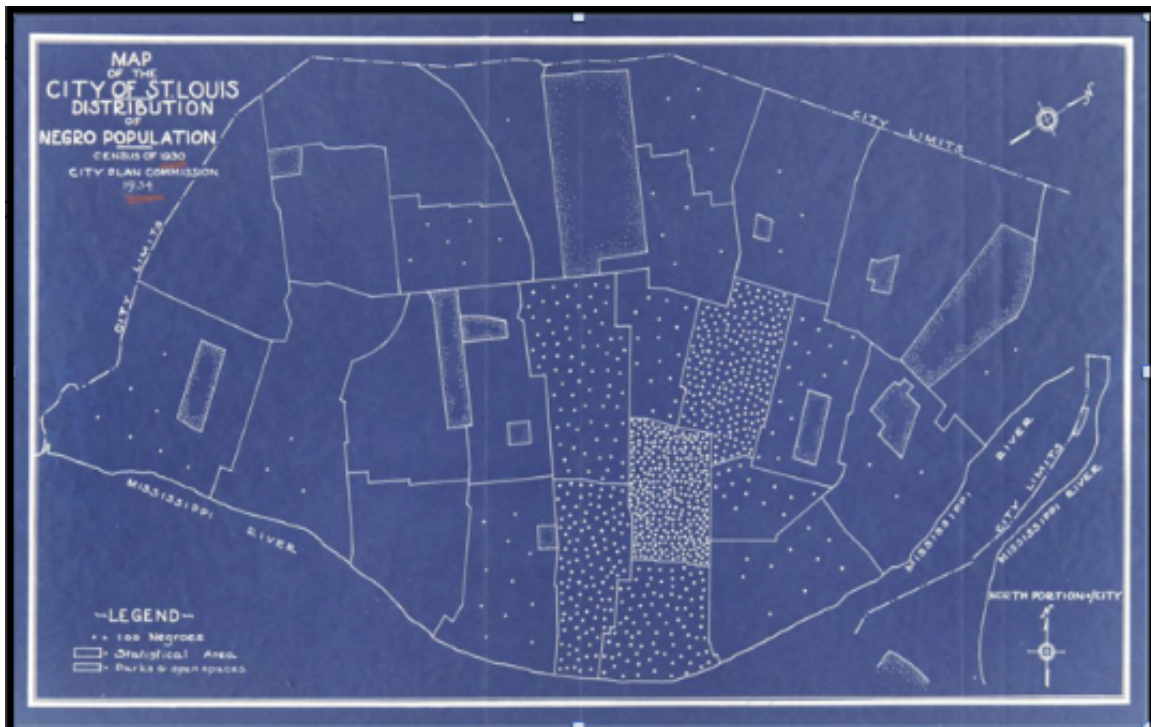 MAP
OF THE
CITY OF ST. LOUIS
DISTRIBUTION
OF
NEGRO POPULATION
CENSUS OF 1930
CITY PLAN COMMISSION
1934
CITY LIMITS
CITY LIMITS
MISSISSIPPI RIVER
MISSISSIPPI RIVER
CITY LIMITS
MISSISSIPPI RIVER
NORTH PORTION of CITY
-LEGEND-
100 Negroes
Statistical Area
Parks & open spaces